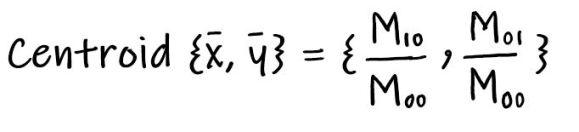 Centroid {x̄, ȳ} = { M₁₀/M₀₀ , M₀₁/M₀₀ }